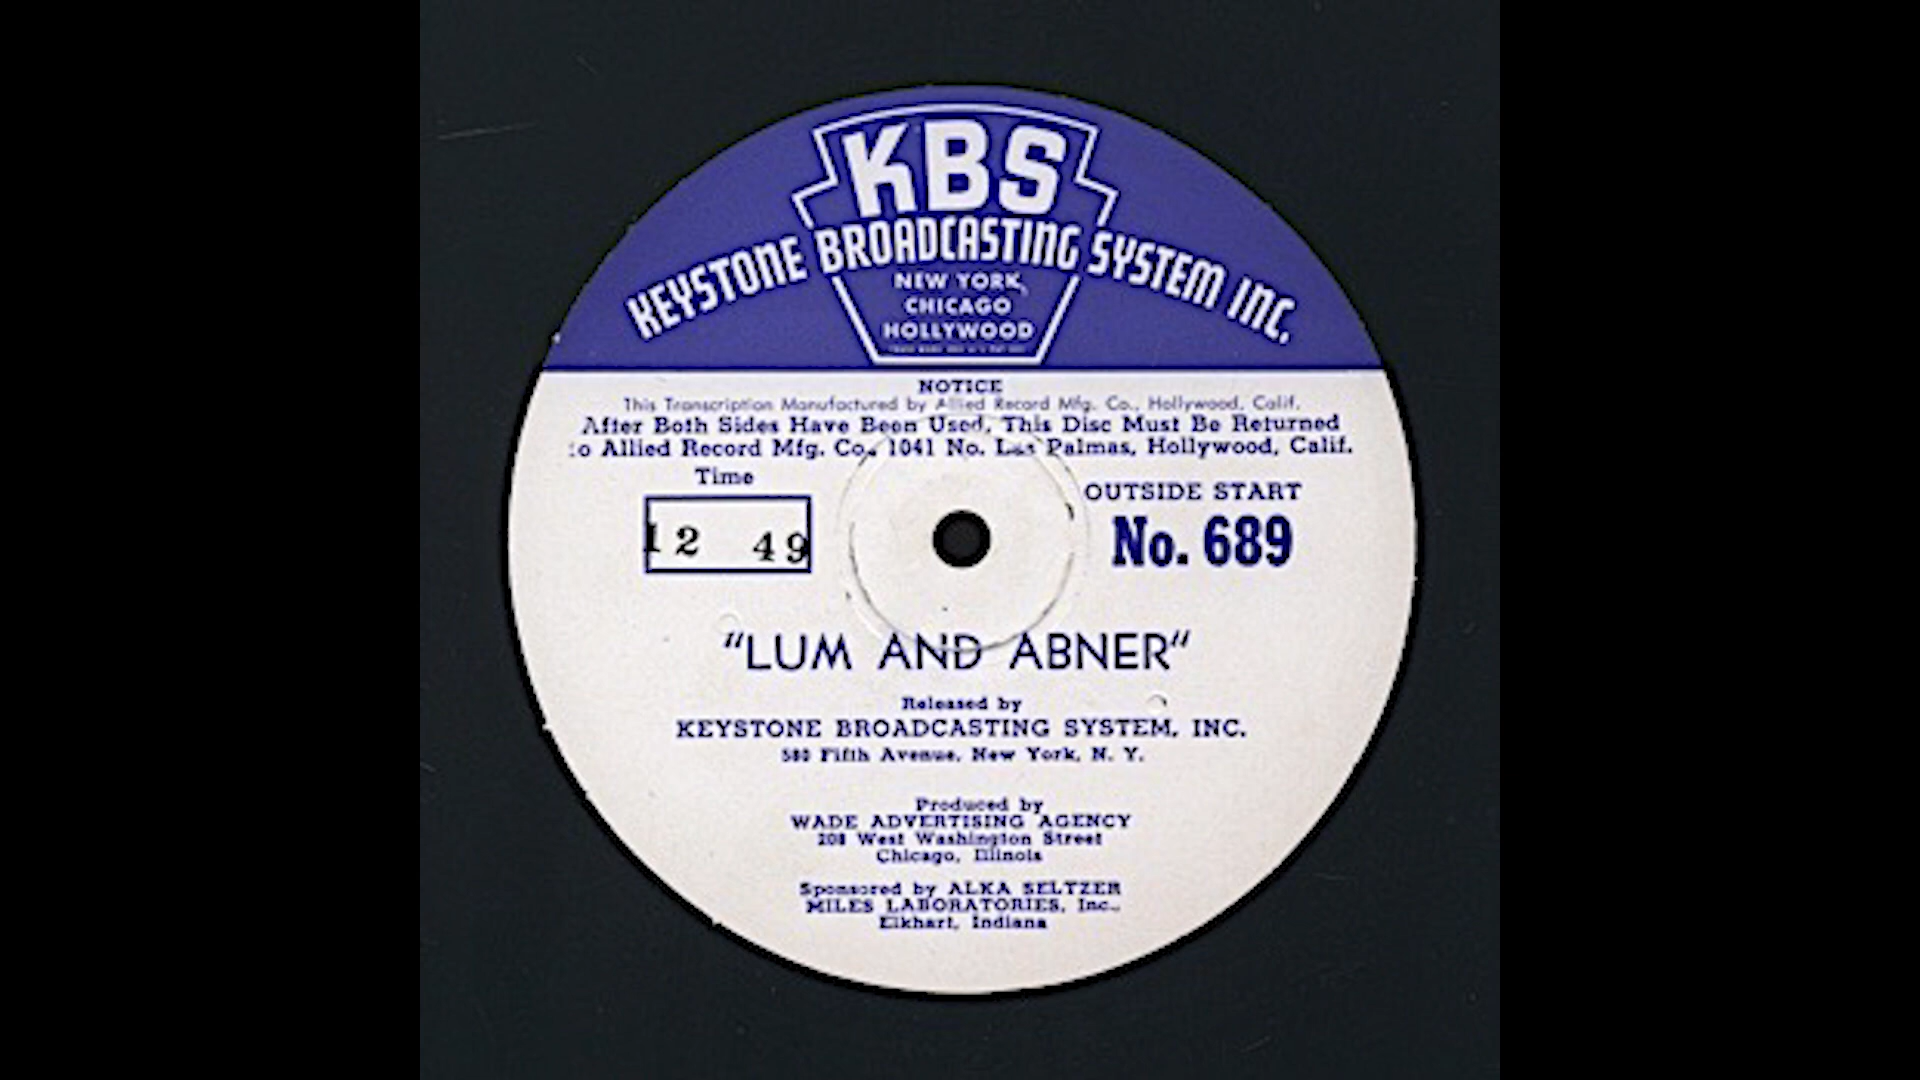 KBS
KEYSTONE BROADCASTING SYSTEM INC.
NEW YORK,
CHICAGO
HOLLYWOOD
NOTICE
This Transcription Manufactured by Allied Record Mfg. Co., Hollywood, Calif.
After Both Sides Have Been Used, This Disc Must Be Returned
to Allied Record Mfg. Co., 1041 No. Las Palmas, Hollywood, Calif.
Time
12 49
OUTSIDE START
No. 689
"LUM AND ABNER"
Released by
KEYSTONE BROADCASTING SYSTEM, INC.
580 Fifth Avenue, New York, N. Y.
Produced by
WADE ADVERTISING AGENCY
208 West Washington Street
Chicago, Illinois
Sponsored by ALKA SELTZER
MILES LABORATORIES, Inc.,
Elkhart, Indiana